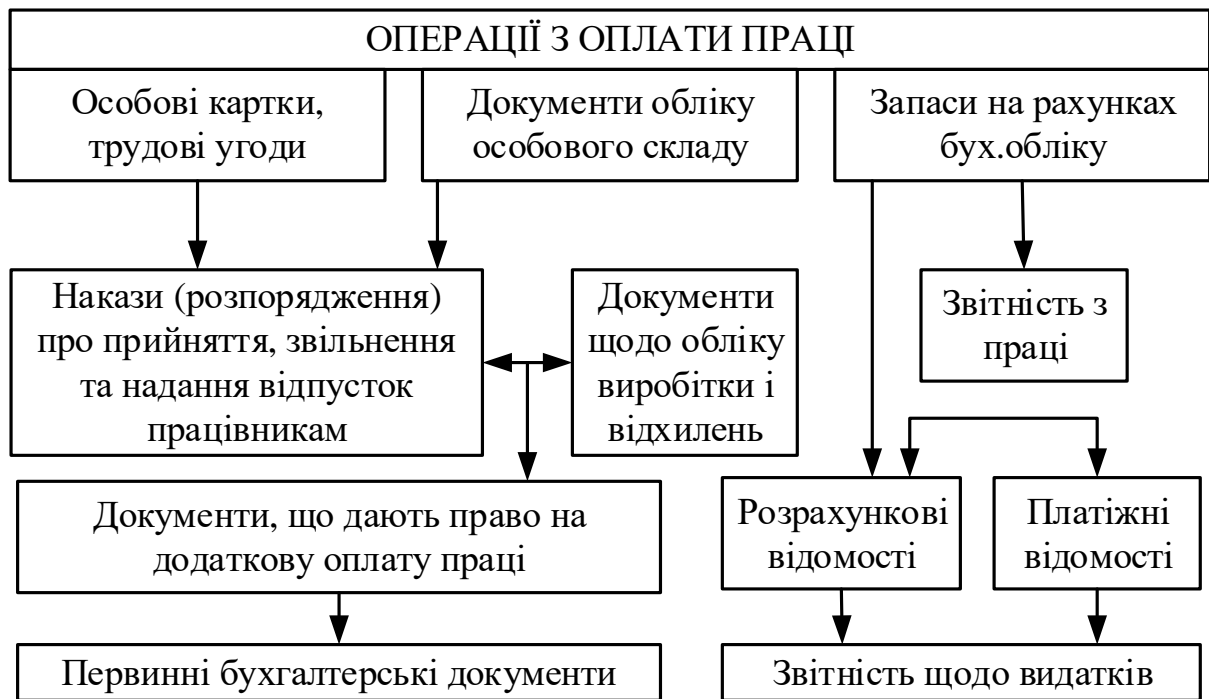 ОПЕРАЦІЇ З ОПЛАТИ ПРАЦІ
Особові картки,
трудові угоди
Документи обліку
особового складу
Запаси на рахунках
бух.обліку
Накази (розпорядження)
про прийняття, звільнення
та надання відпусток
працівникам
Документи
щодо обліку
виробітки і
відхилень
Звітність з
праці
Документи, що дають право на
додаткову оплату праці
Розрахункові
відомості
Платіжні
відомості
Первинні бухгалтерські документи
Звітність щодо видатків